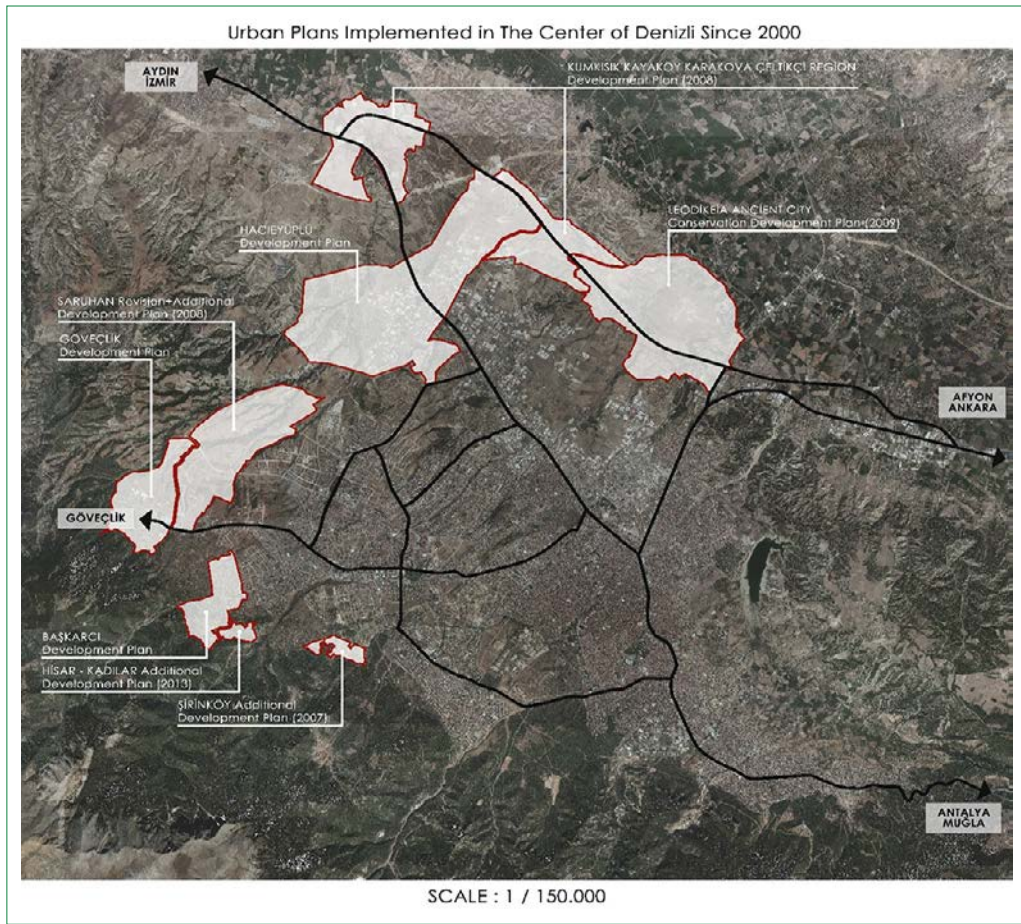 Urban Plans Implemented in The Center of Denizli Since 2000
AYDIN
İZMİR
KUMKISIK KAYAKÖY KARAKOVA ÇELTİKÇİ REGION
Development Plan (2008)
LEODİKEIA ANCIENT CITY
Conservation Development Plan (2009)
HACIEYÜPLÜ
Development Plan
SARUHAN Revision+Additional
Development Plan (2008)
GÖVEÇLİK
Development Plan
AFYON
ANKARA
GÖVEÇLİK
BAŞKARCI
Development Plan
HİSAR - KADILAR Additional
Development Plan (2013)
ŞİRİNKÖY Additional
Development Plan (2007)
ANTALYA
MUĞLA
SCALE : 1 / 150.000